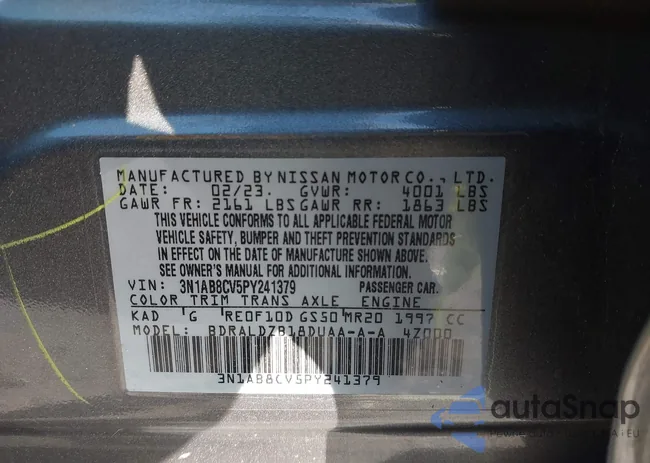 MANUFACTURED BY NISSAN MOTOR CO., LTD.
DATE: 02/23. GVWR: 4001 LBS
GAWR FR: 2161 LBS GAWR RR: 1863 LBS
THIS VEHICLE CONFORMS TO ALL APPLICABLE FEDERAL MOTOR
VEHICLE SAFETY, BUMPER AND THEFT PREVENTION STANDARDS
IN EFFECT ON THE DATE OF MANUFACTURE SHOWN ABOVE.
SEE OWNER'S MANUAL FOR ADDITIONAL INFORMATION.
VIN: 3N1AB8CV5PY241379 PASSENGER CAR.
COLOR TRIM TRANS AXLE ENGINE
KAD G RE0F10D GS50 MR20 1997 CC
MODEL: BDRALDZB18DUAA-A-A 4Z000
3N1AB8CV5PY241379
autoSnap